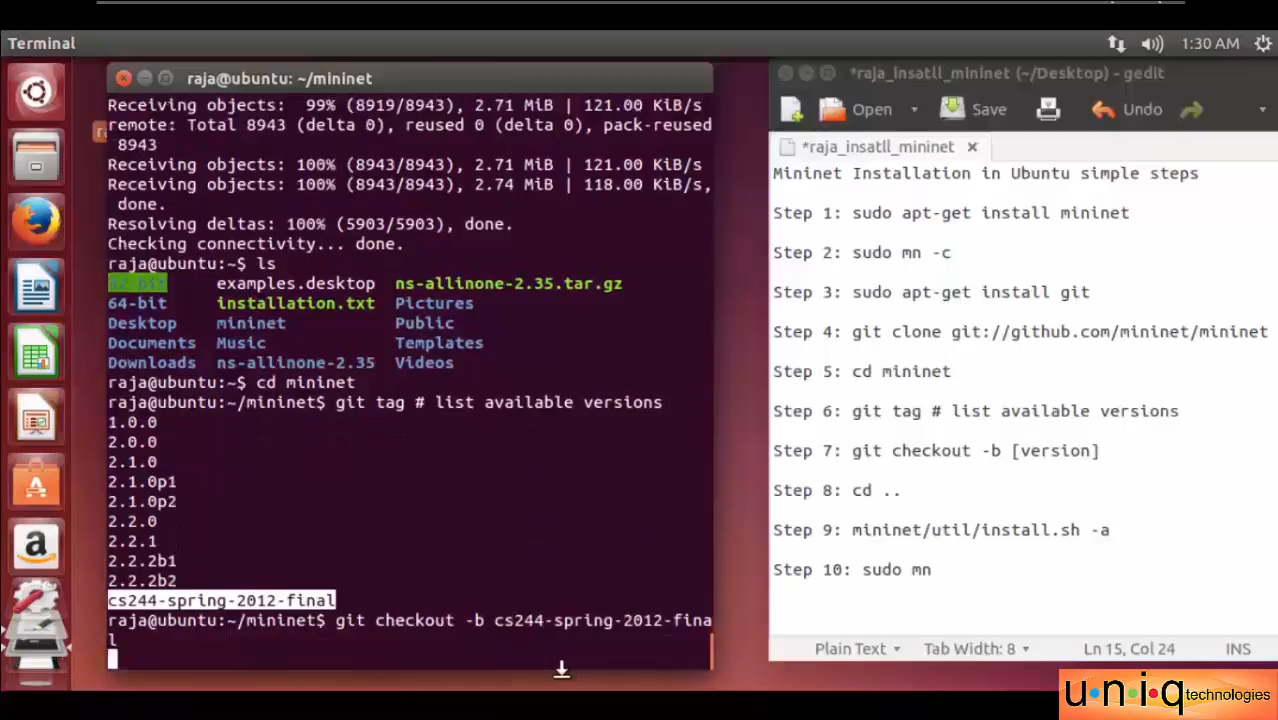 Terminal
1:30 AM
raja@ubuntu: ~/mininet
Receiving objects:  99% (8919/8943), 2.71 MiB | 121.00 KiB/s
remote: Total 8943 (delta 0), reused 0 (delta 0), pack-reused
8943
Receiving objects: 100% (8943/8943), 2.71 MiB | 121.00 KiB/s
Receiving objects: 100% (8943/8943), 2.74 MiB | 118.00 KiB/s,
done.
Resolving deltas: 100% (5903/5903), done.
Checking connectivity... done.
raja@ubuntu:~$ ls
32-bit examples.desktop ns-allinone-2.35.tar.gz
64-bit installation.txt Pictures
Desktop mininet Public
Documents Music Templates
Downloads ns-allinone-2.35 Videos
raja@ubuntu:~$ cd mininet
raja@ubuntu:~/mininet$ git tag # list available versions
1.0.0
2.0.0
2.1.0
2.1.0p1
2.1.0p2
2.2.0
2.2.1
2.2.2b1
2.2.2b2
cs244-spring-2012-final
raja@ubuntu:~/mininet$ git checkout -b cs244-spring-2012-fina
l
*raja_insatll_mininet (~/Desktop) - gedit
Open Save Undo
*raja_insatll_mininet
Mininet Installation in Ubuntu simple steps
Step 1: sudo apt-get install mininet
Step 2: sudo mn -c
Step 3: sudo apt-get install git
Step 4: git clone git://github.com/mininet/mininet
Step 5: cd mininet
Step 6: git tag # list available versions
Step 7: git checkout -b [version]
Step 8: cd ..
Step 9: mininet/util/install.sh -a
Step 10: sudo mn
Plain Text Tab Width: 8 Ln 15, Col 24 INS
uniq technologies